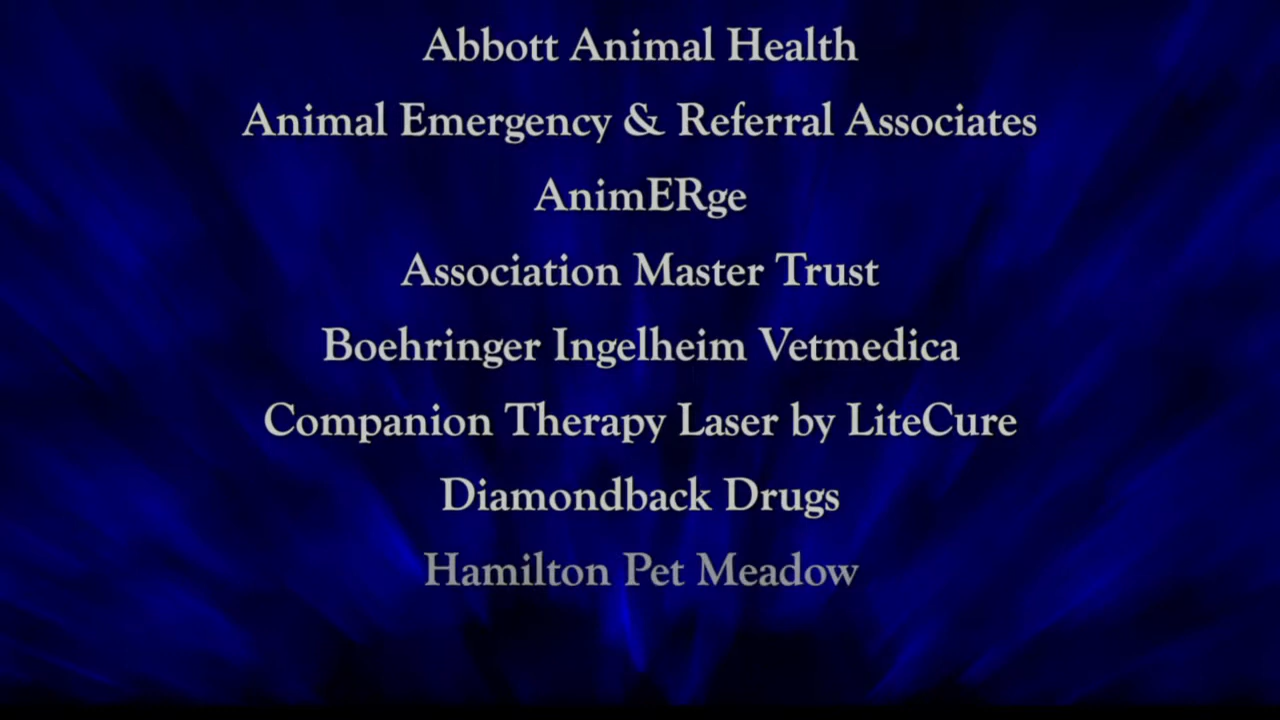 Abbott Animal Health
Animal Emergency & Referral Associates
AnimERge
Association Master Trust
Boehringer Ingelheim Vetmedica
Companion Therapy Laser by LiteCure
Diamondback Drugs
Hamilton Pet Meadow